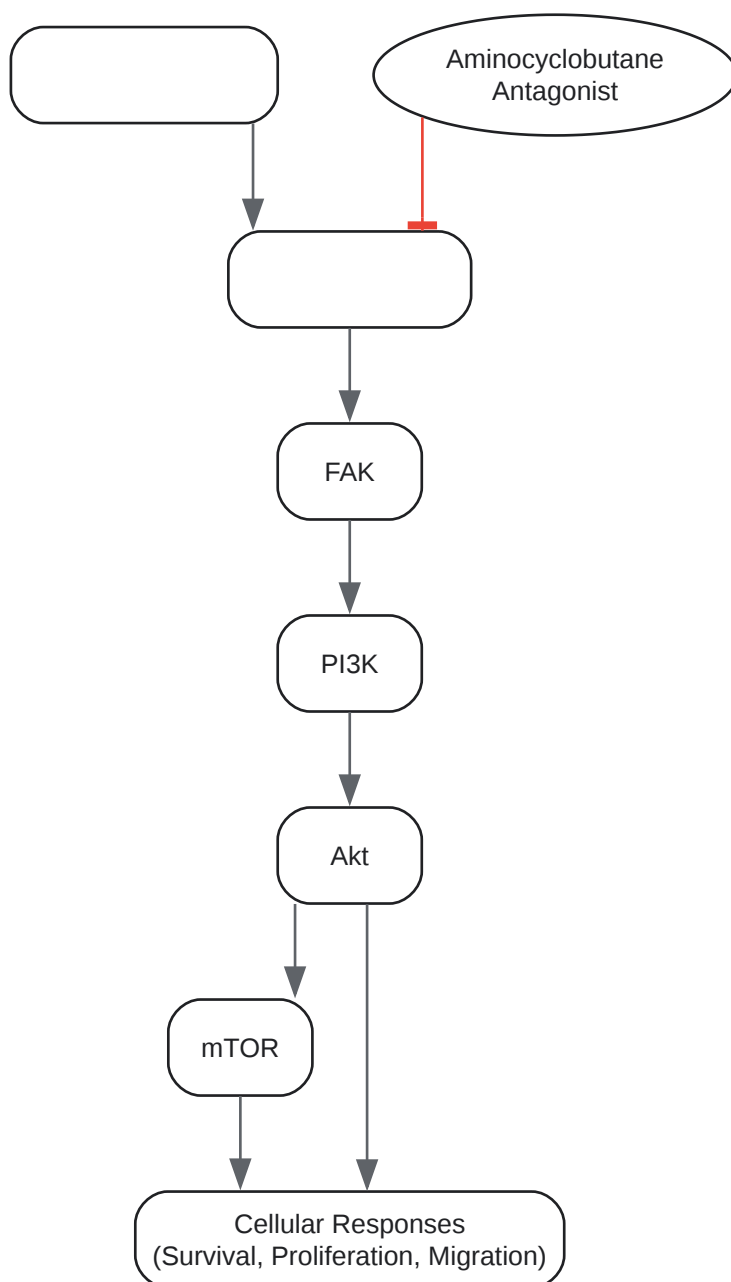 Aminocyclobutane
Antagonist
FAK
PI3K
Akt
mTOR
Cellular Responses
(Survival, Proliferation, Migration)